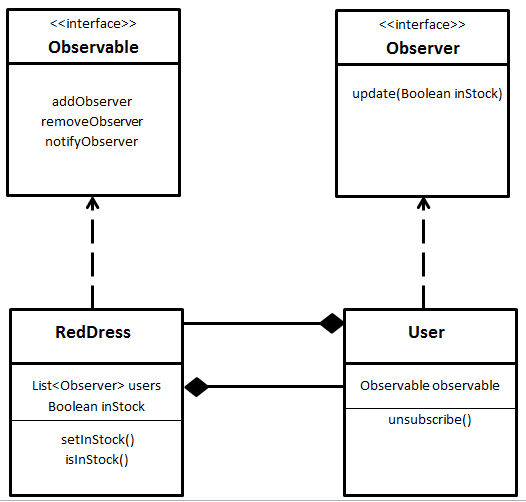 <<interface>>
Observable
addObserver
removeObserver
notifyObserver
<<interface>>
Observer
update(Boolean inStock)
RedDress
List<Observer> users
Boolean inStock
setInStock()
isInStock()
User
Observable observable
unsubscribe()